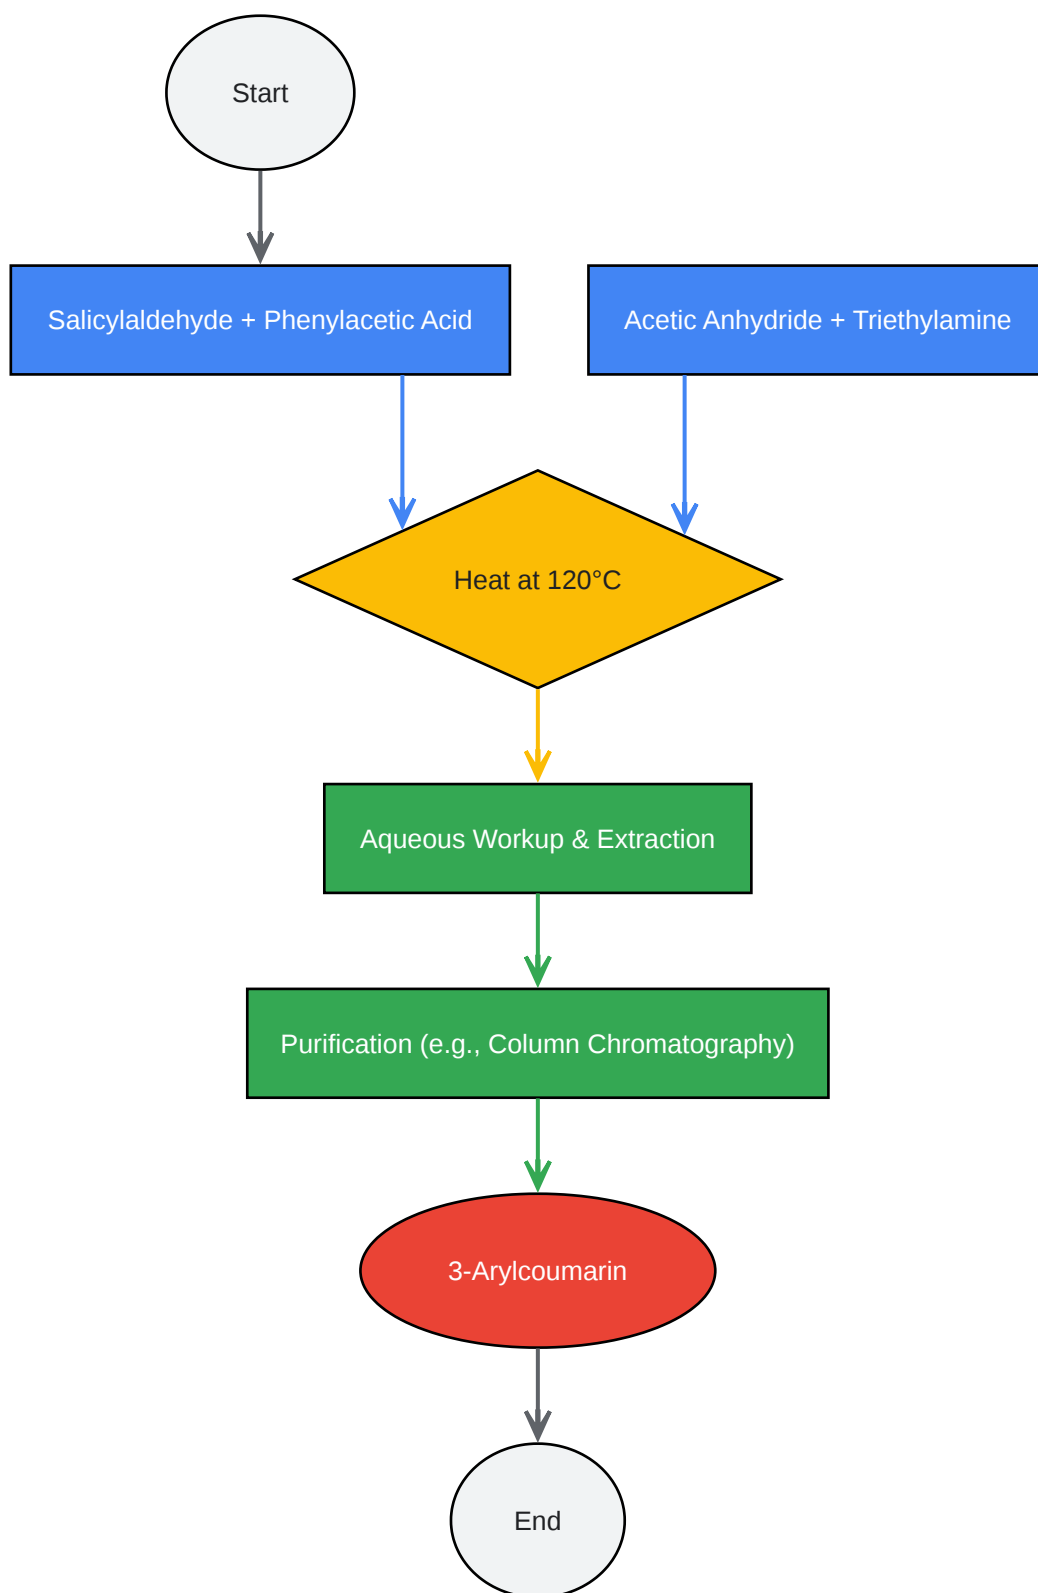 Start
Salicylaldehyde + Phenylacetic Acid
Acetic Anhydride + Triethylamine
Heat at 120°C
Aqueous Workup & Extraction
Purification (e.g., Column Chromatography)
3-Arylcoumarin
End